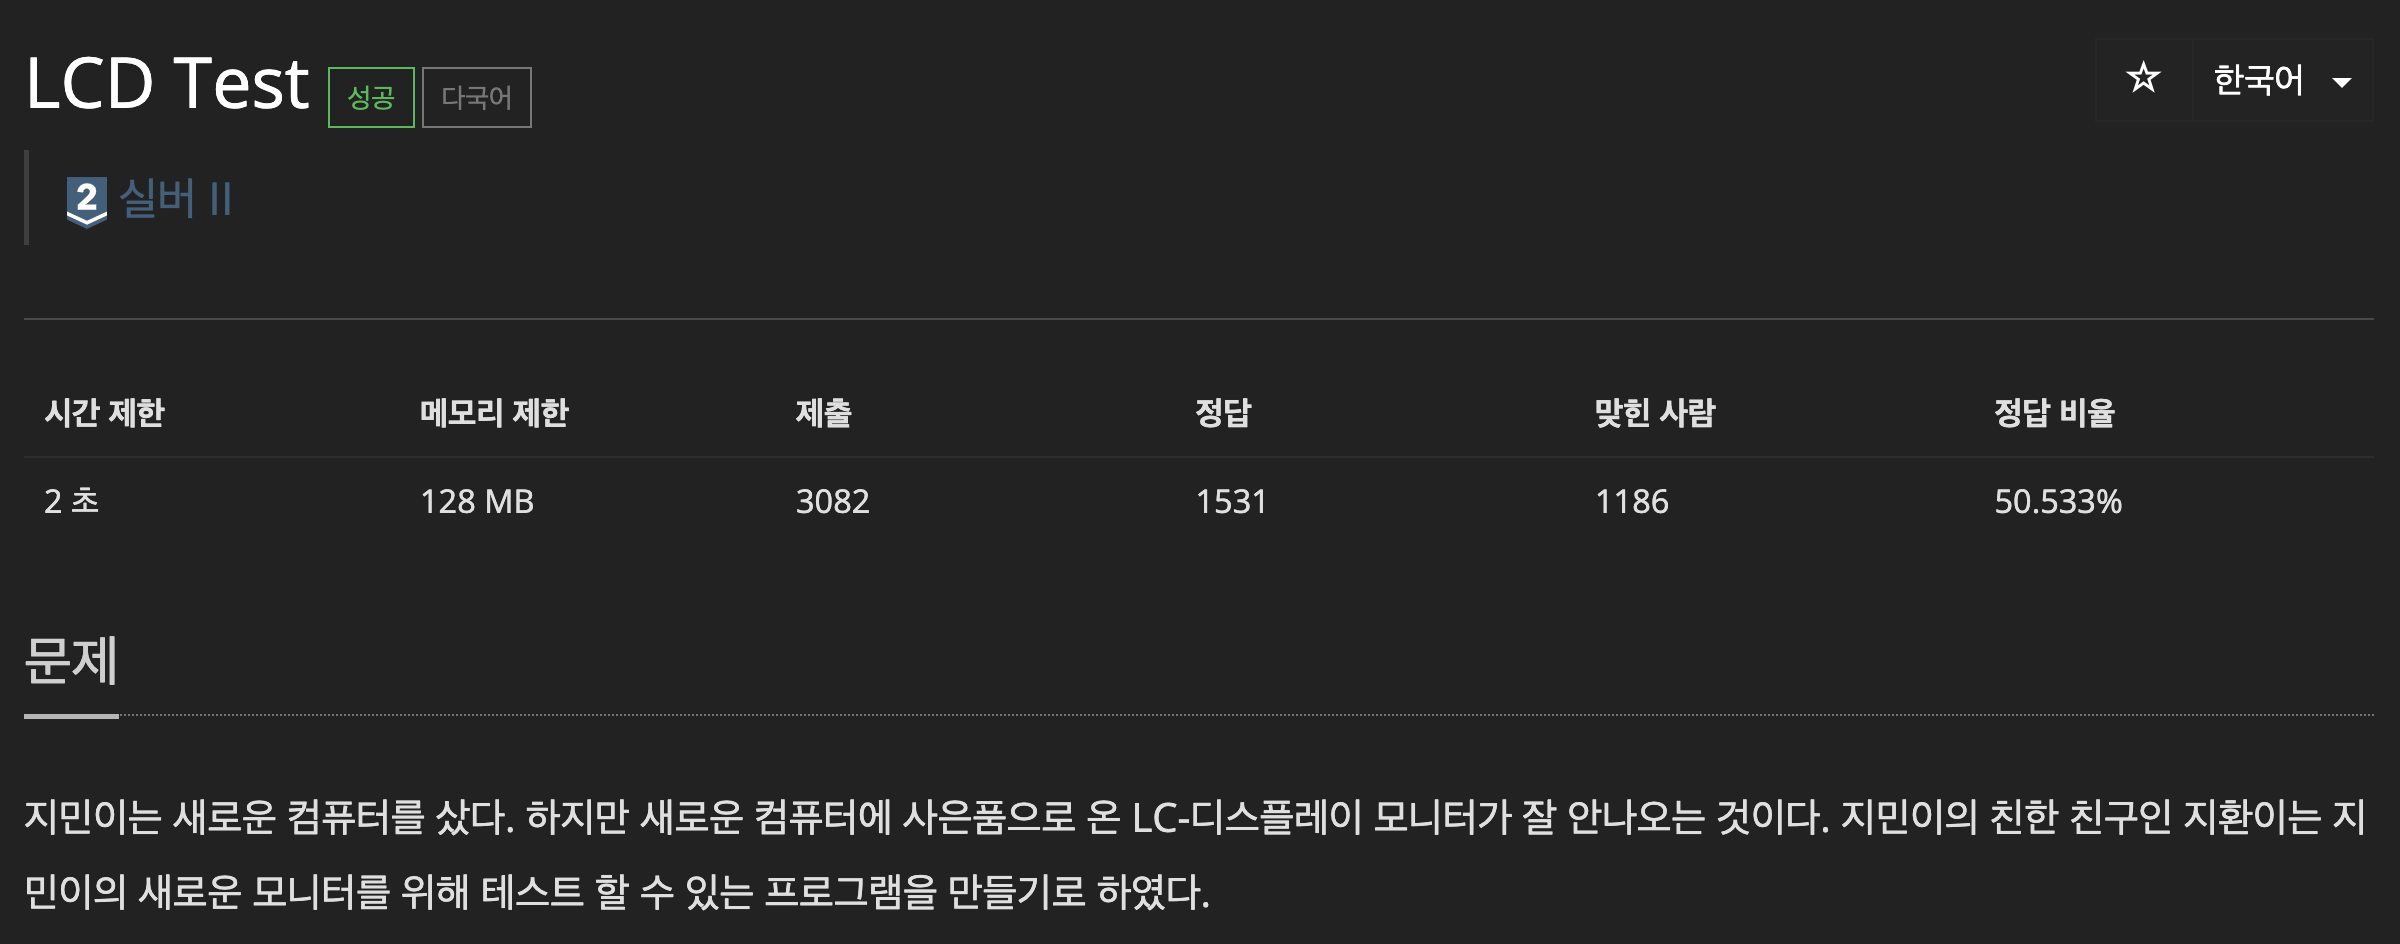 LCD Test 성공 다국어 ☆ 한국어
2 실버 II
시간 제한 메모리 제한 제출 정답 맞힌 사람 정답 비율
2 초 128 MB 3082 1531 1186 50.533%
문제
지민이는 새로운 컴퓨터를 샀다. 하지만 새로운 컴퓨터에 사은품으로 온 LC-디스플레이 모니터가 잘 안나오는 것이다. 지민이의 친한 친구인 지환이는 지
민이의 새로운 모니터를 위해 테스트 할 수 있는 프로그램을 만들기로 하였다.